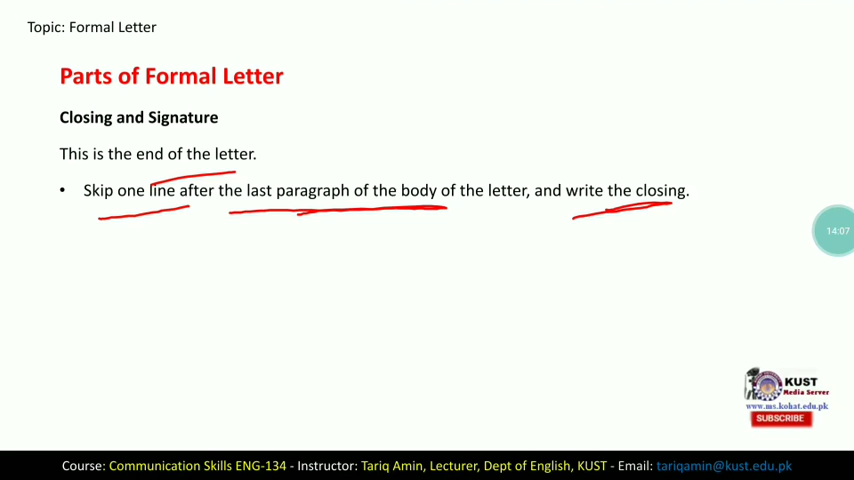 Topic: Formal Letter
Parts of Formal Letter
Closing and Signature
This is the end of the letter.
• Skip one line after the last paragraph of the body of the letter, and write the closing.
14:07
KUST
Media Server
www.ms.kohat.edu.pk
SUBSCRIBE
Course: Communication Skills ENG-134 - Instructor: Tariq Amin, Lecturer, Dept of English, KUST - Email: tariqamin@kust.edu.pk